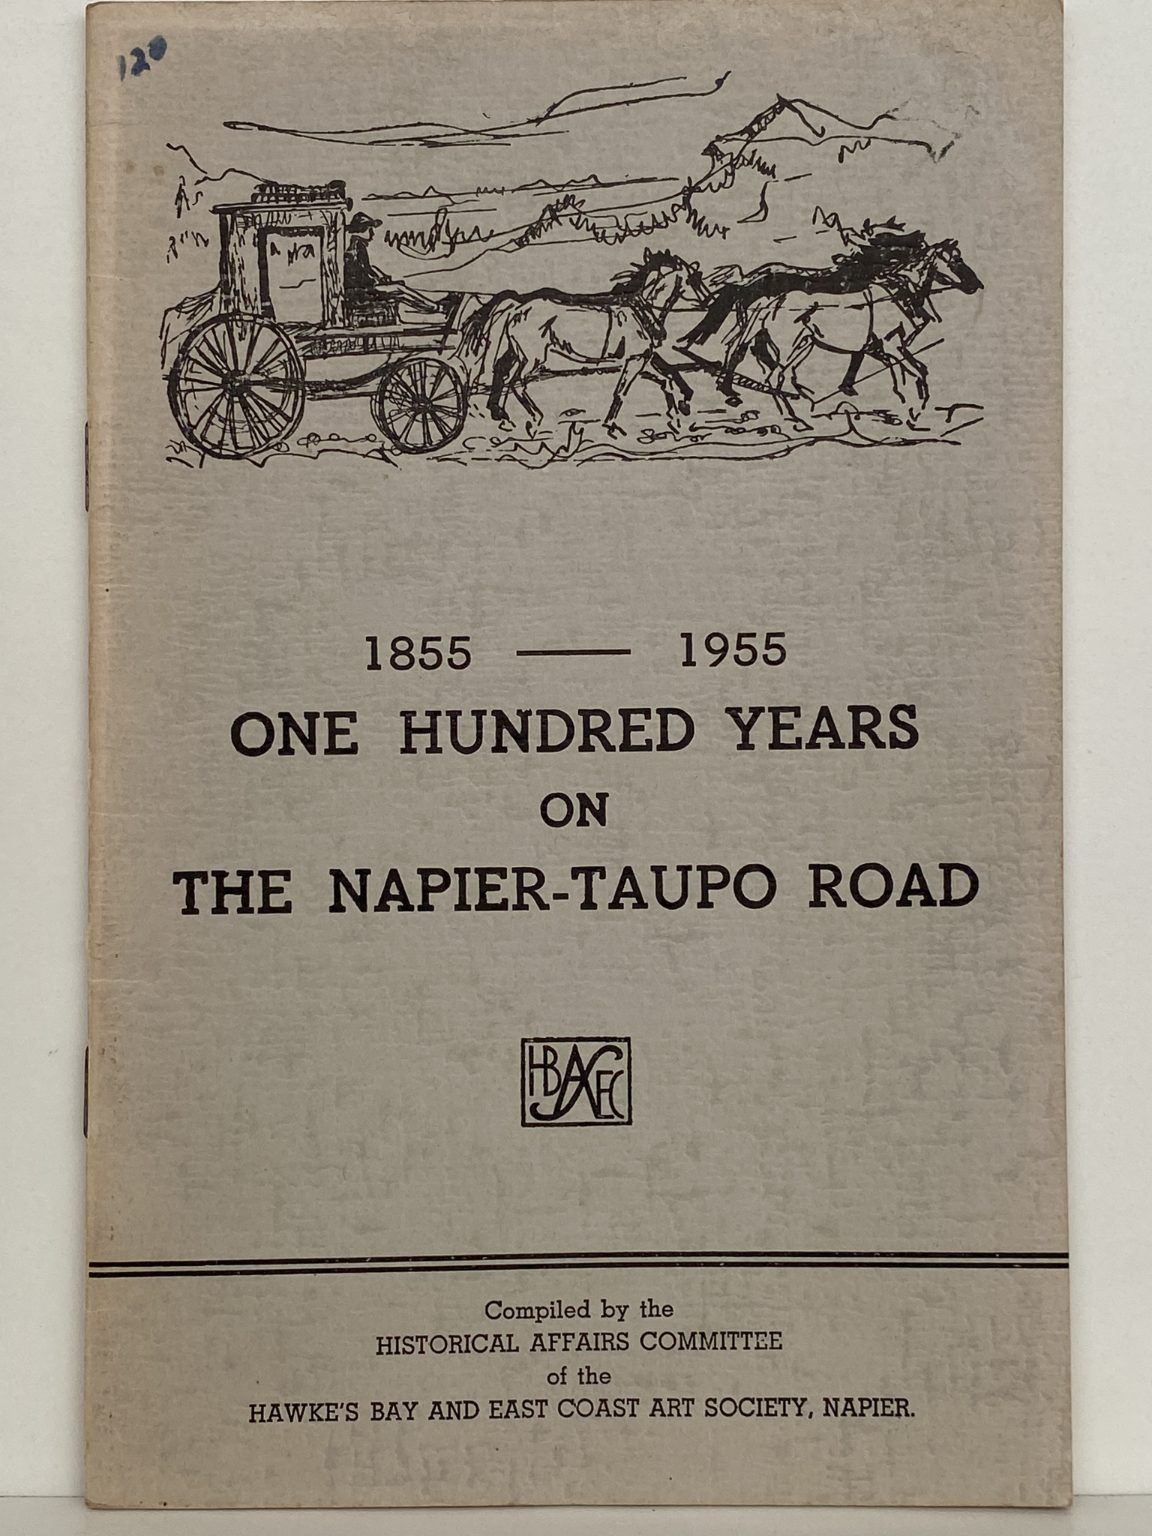 120
1855 — 1955
ONE HUNDRED YEARS
ON
THE NAPIER-TAUPO ROAD
HBASEC
Compiled by the
HISTORICAL AFFAIRS COMMITTEE
of the
HAWKE'S BAY AND EAST COAST ART SOCIETY, NAPIER.